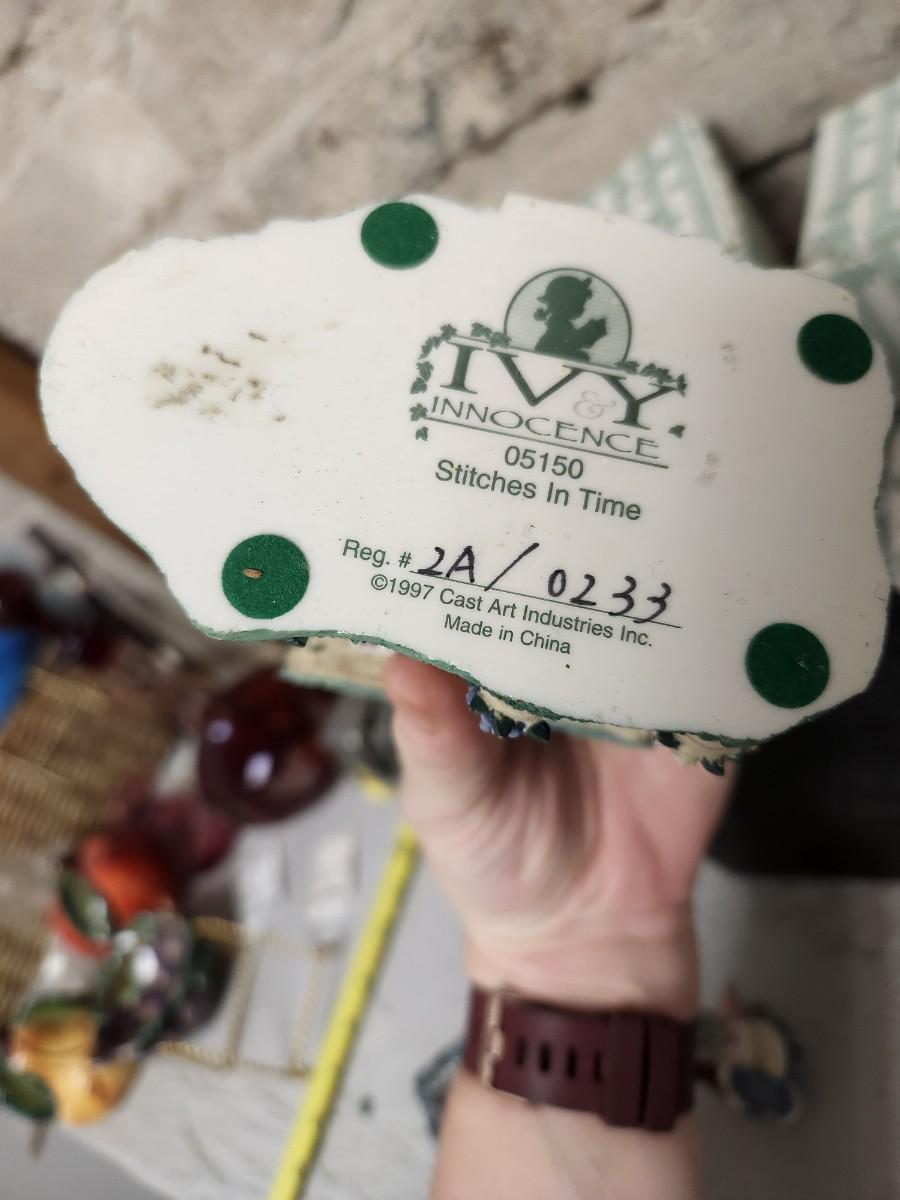 IVY
&
INNOCENCE
05150
Stitches In Time
Reg. # 2A/0233
©1997 Cast Art Industries Inc.
Made in China